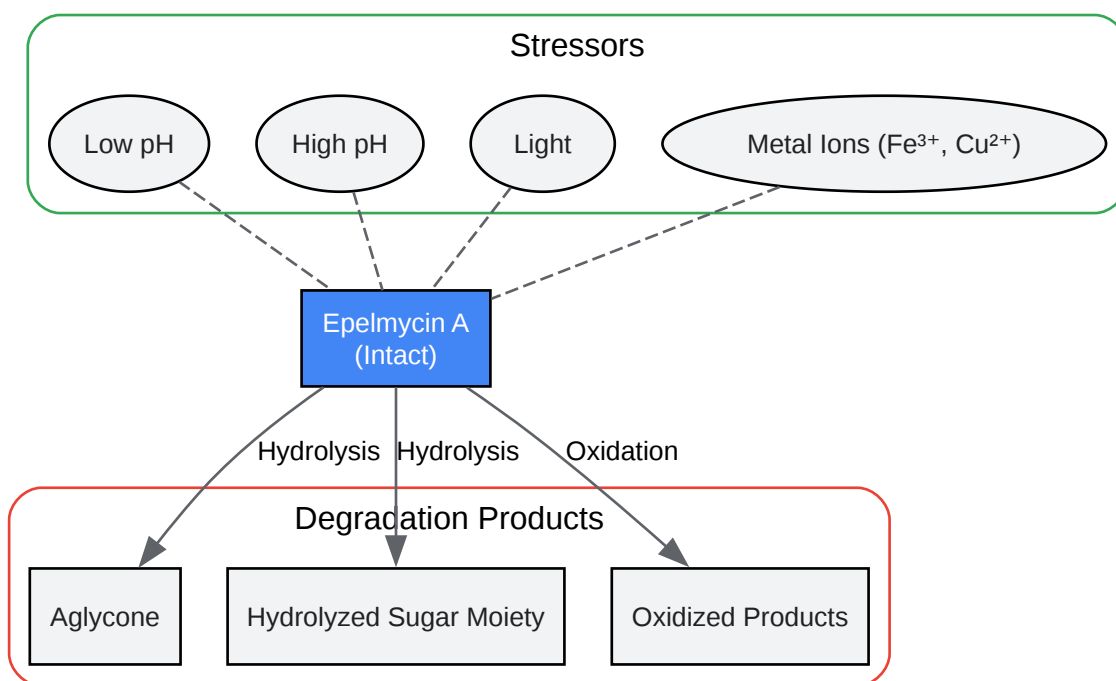 Stressors
Low pH
High pH
Light
Metal Ions (Fe³⁺, Cu²⁺)
Epelmycin A
(Intact)
Hydrolysis
Hydrolysis
Oxidation
Degradation Products
Aglycone
Hydrolyzed Sugar Moiety
Oxidized Products